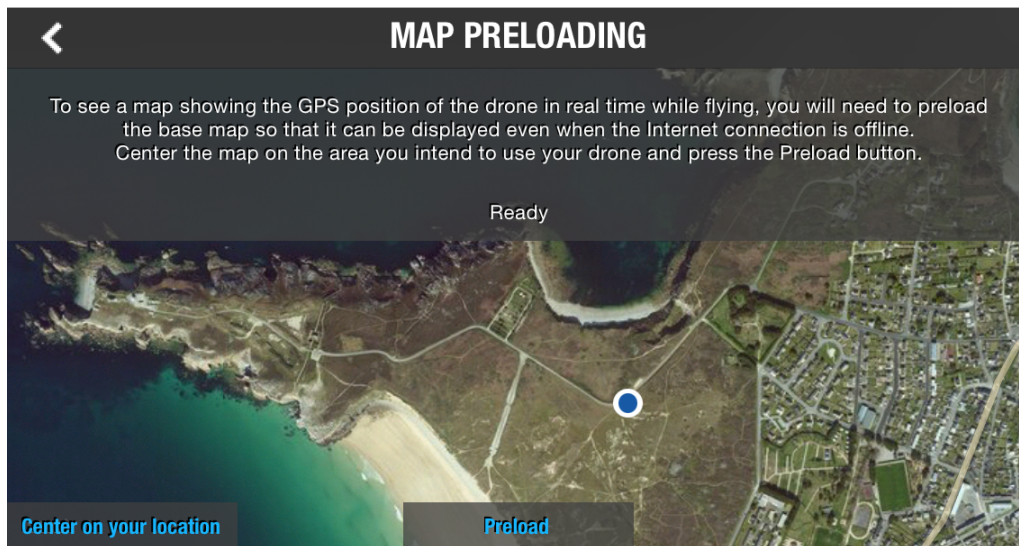 MAP PRELOADING
To see a map showing the GPS position of the drone in real time while flying, you will need to preload
the base map so that it can be displayed even when the Internet connection is offline.
Center the map on the area you intend to use your drone and press the Preload button.
Ready
Center on your location
Preload